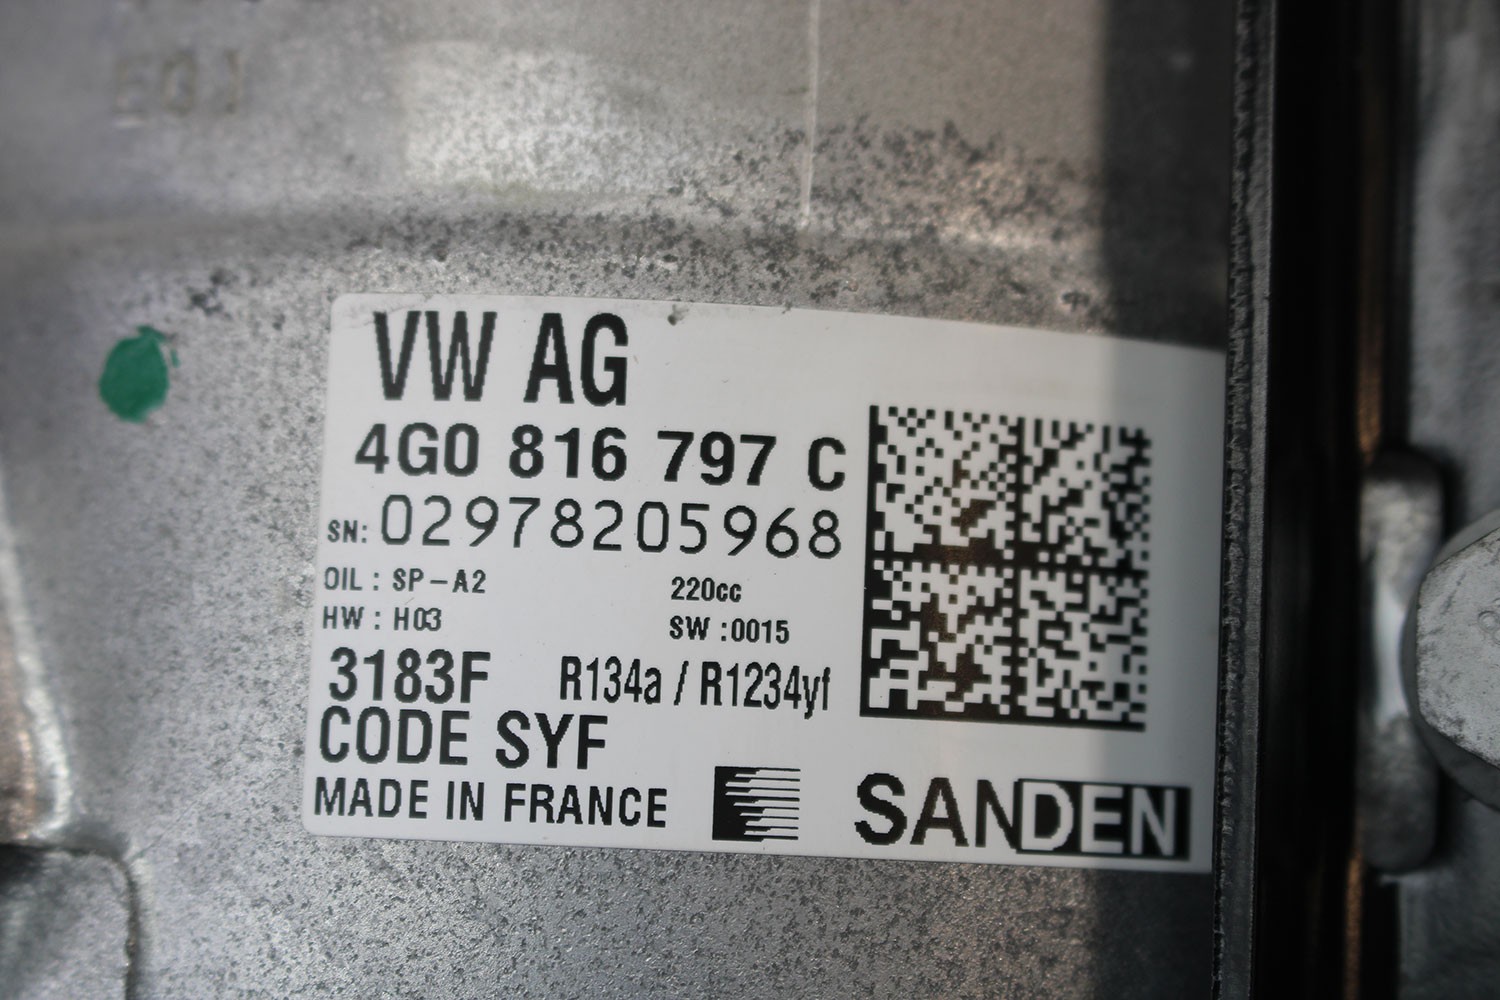 VW AG
4G0 816 797 C
SN: 02978205968
OIL : SP-A2 220cc
HW : H03 SW :0015
3183F R134a / R1234yf
CODE SYF
MADE IN FRANCE SANDEN